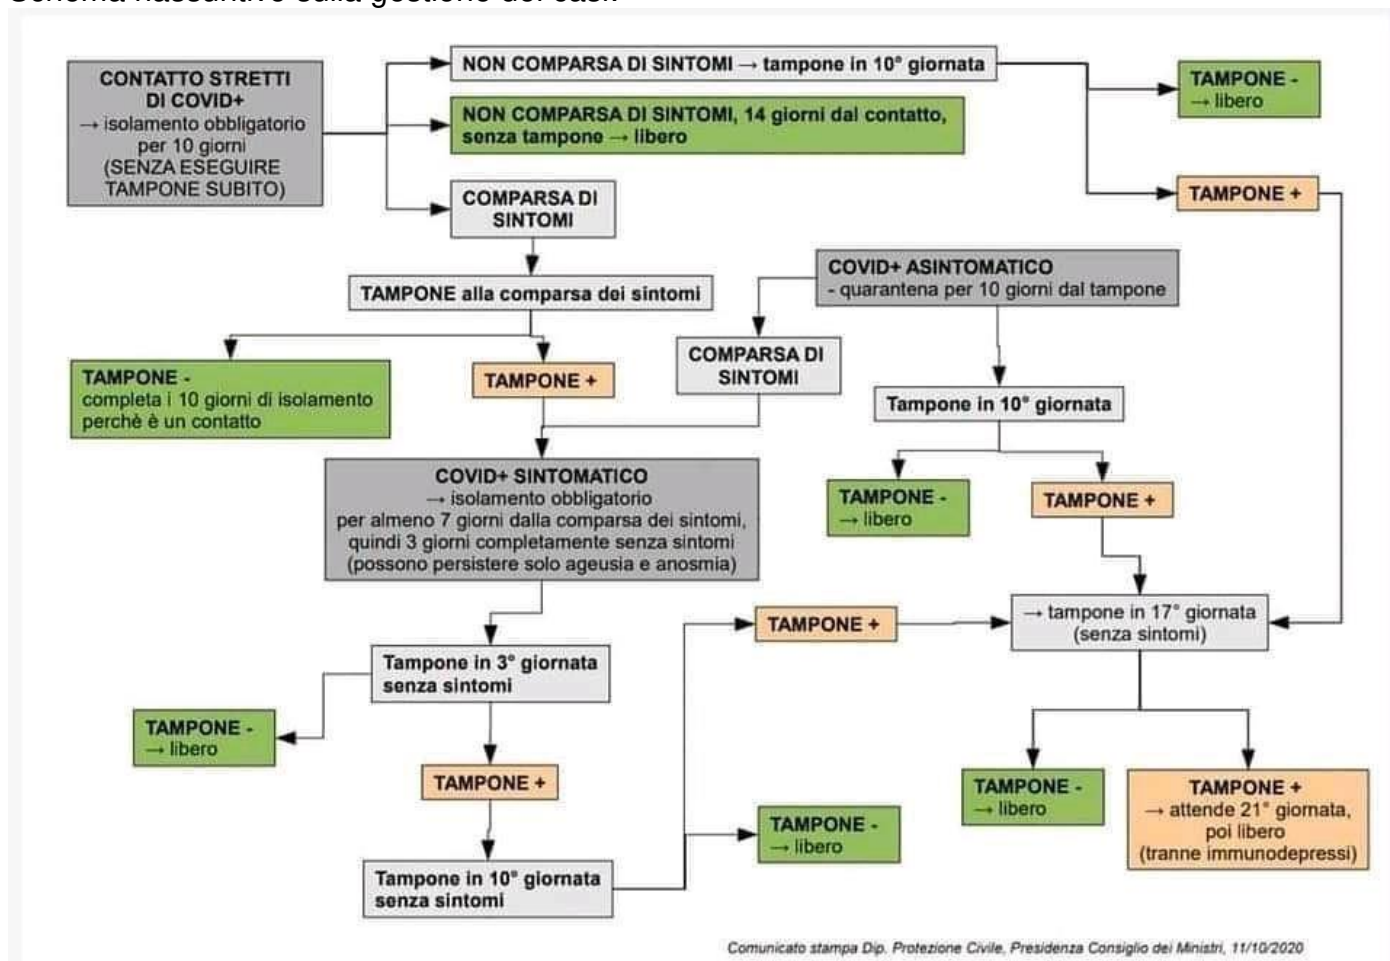 Schema riassuntivo sulla gestione dei casi:
CONTATTO STRETTI
DI COVID+
→ isolamento obbligatorio
per 10 giorni
(SENZA ESEGUIRE
TAMPONE SUBITO)
NON COMPARSA DI SINTOMI → tampone in 10° giornata
NON COMPARSA DI SINTOMI, 14 giorni dal contatto,
senza tampone → libero
COMPARSA DI
SINTOMI
TAMPONE -
→ libero
TAMPONE +
TAMPONE alla comparsa dei sintomi
COVID+ ASINTOMATICO
- quarantena per 10 giorni dal tampone
TAMPONE -
completa i 10 giorni di isolamento
perchè è un contatto
TAMPONE +
COMPARSA DI
SINTOMI
Tampone in 10° giornata
COVID+ SINTOMATICO
→ isolamento obbligatorio
per almeno 7 giorni dalla comparsa dei sintomi,
quindi 3 giorni completamente senza sintomi
(possono persistere solo ageusia e anosmia)
TAMPONE -
→ libero
TAMPONE +
→ tampone in 17° giornata
(senza sintomi)
TAMPONE +
Tampone in 3° giornata
senza sintomi
TAMPONE -
→ libero
TAMPONE +
Tampone in 10° giornata
senza sintomi
TAMPONE -
→ libero
TAMPONE -
→ libero
TAMPONE +
→ attende 21° giornata,
poi libero
(tranne immunodepressi)
Comunicato stampa Dip. Protezione Civile, Presidenza Consiglio dei Ministri, 11/10/2020